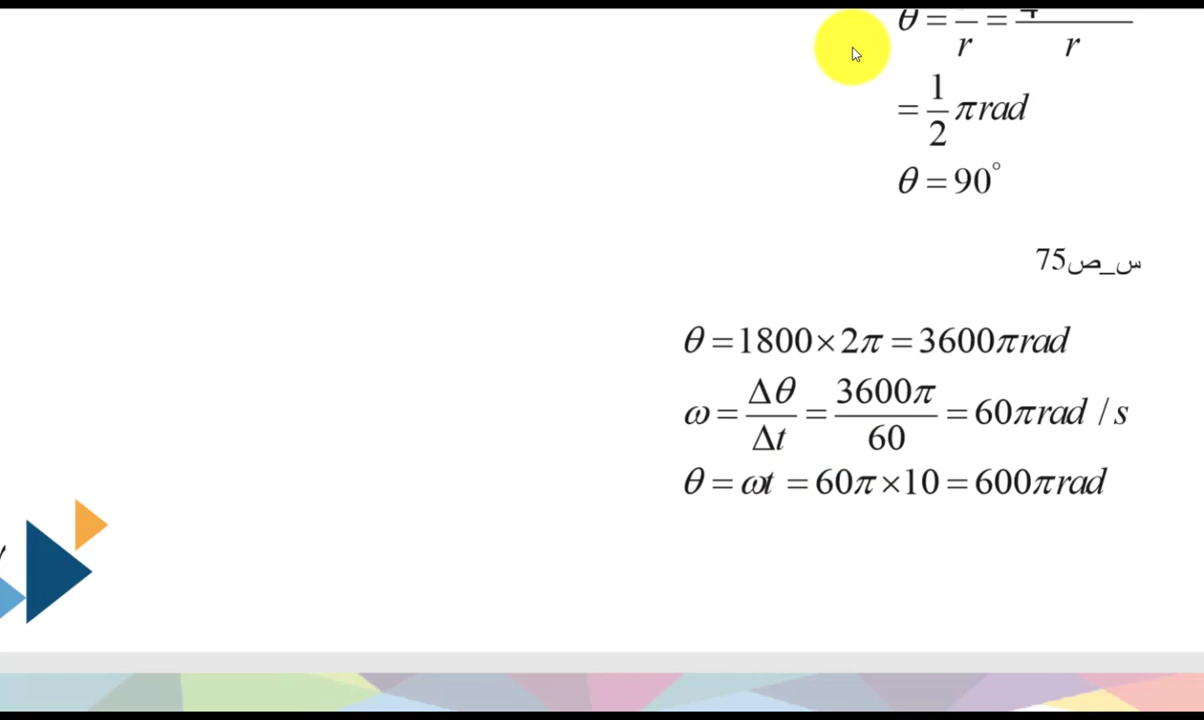 θ = — = — r r
= 1/2 π rad
θ = 90°
س_ص75
θ = 1800 × 2π = 3600π rad
ω = Δθ/Δt = 3600π/60 = 60π rad / s
θ = ωt = 60π × 10 = 600π rad